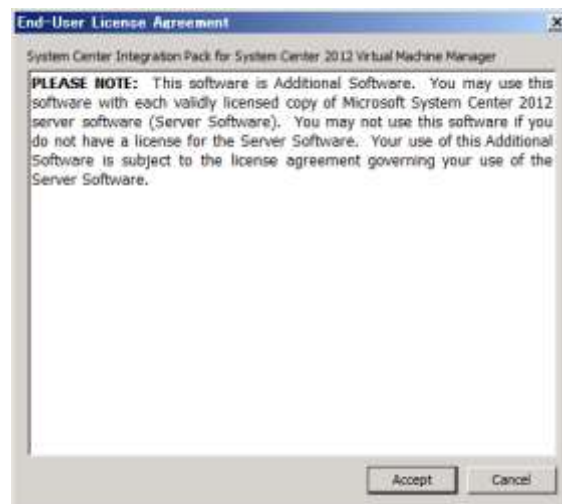 End-User License Agreement
System Center Integration Pack for System Center 2012 Virtual Machine Manager
PLEASE NOTE: This software is Additional Software. You may use this
software with each validly licensed copy of Microsoft System Center 2012
server software (Server Software). You may not use this software if you
do not have a license for the Server Software. Your use of this Additional
Software is subject to the license agreement governing your use of the
Server Software.
Accept
Cancel